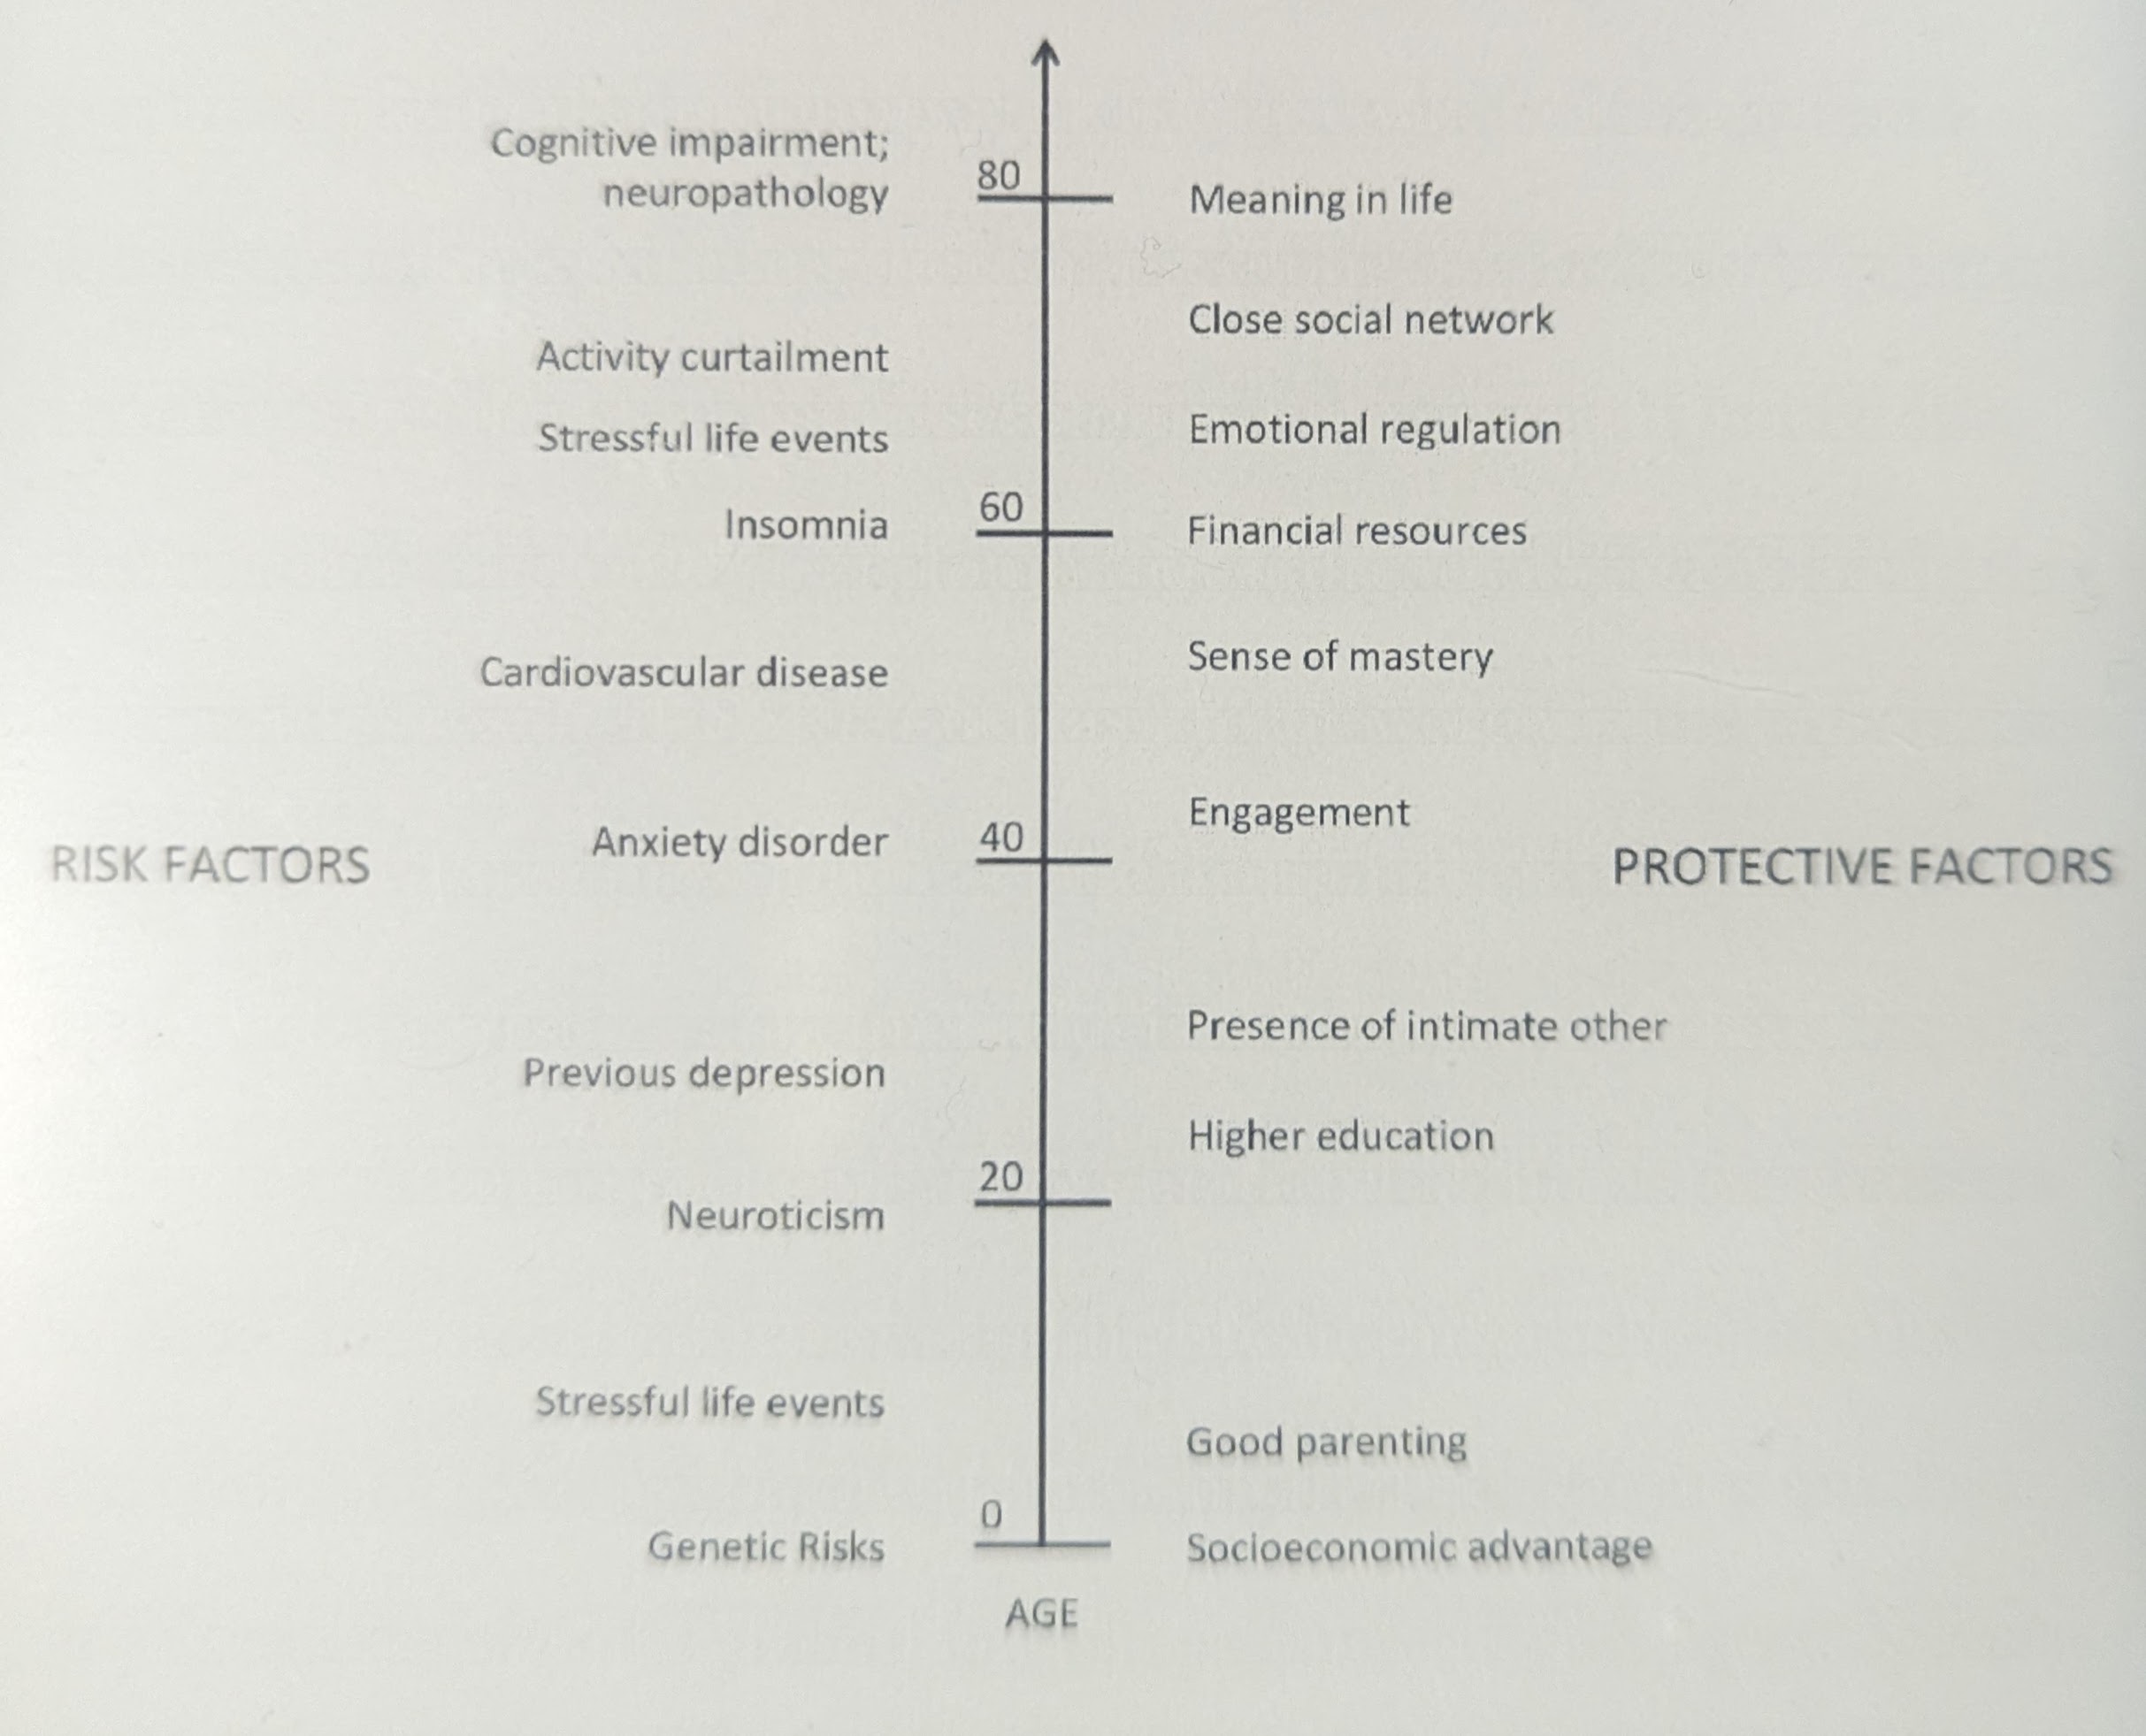 Cognitive impairment;
neuropathology
80
Meaning in life
Close social network
Activity curtailment
Emotional regulation
Stressful life events
60
Insomnia
Financial resources
Sense of mastery
Cardiovascular disease
Engagement
40
Anxiety disorder
RISK FACTORS
PROTECTIVE FACTORS
Presence of intimate other
Previous depression
Higher education
20
Neuroticism
Stressful life events
Good parenting
0
Genetic Risks
Socioeconomic advantage
AGE